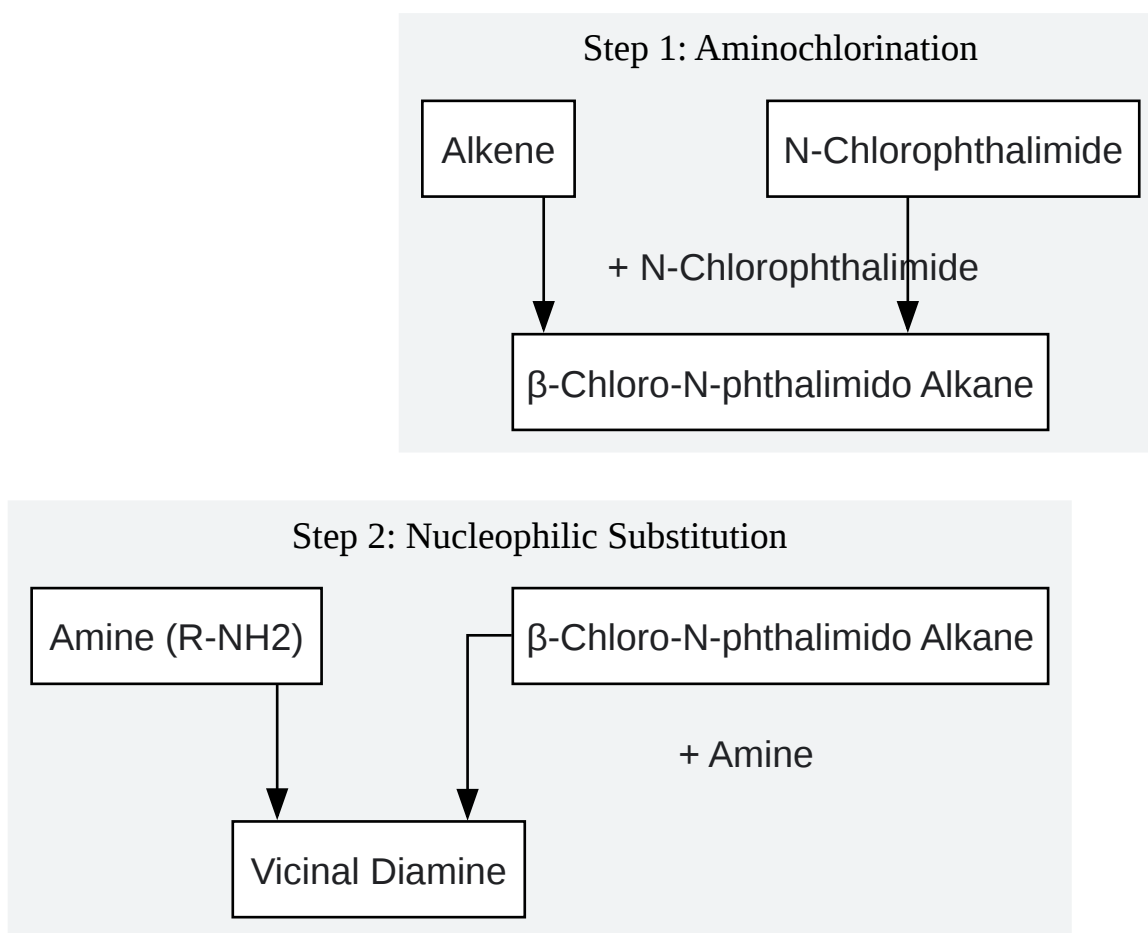 Step 1: Aminochlorination
Alkene
N-Chlorophthalimide
+ N-Chlorophthalimide
β-Chloro-N-phthalimido Alkane
Step 2: Nucleophilic Substitution
Amine (R-NH2)
β-Chloro-N-phthalimido Alkane
+ Amine
Vicinal Diamine